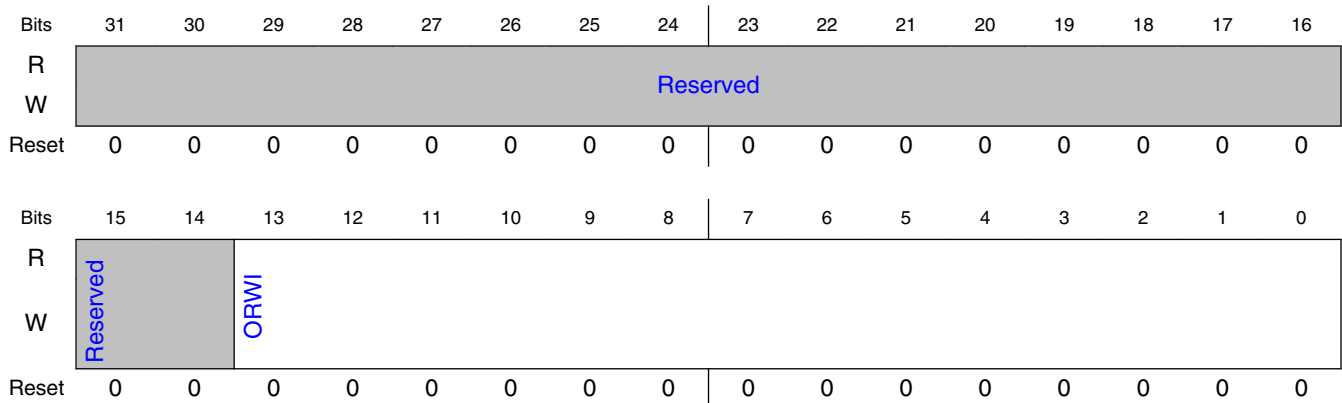 Bits 31 30 29 28 27 26 25 24 23 22 21 20 19 18 17 16
R
Reserved
W
Reset 0 0 0 0 0 0 0 0 0 0 0 0 0 0 0 0
Bits 15 14 13 12 11 10 9 8 7 6 5 4 3 2 1 0
R
Reserved
ORWI
W
Reset 0 0 0 0 0 0 0 0 0 0 0 0 0 0 0 0